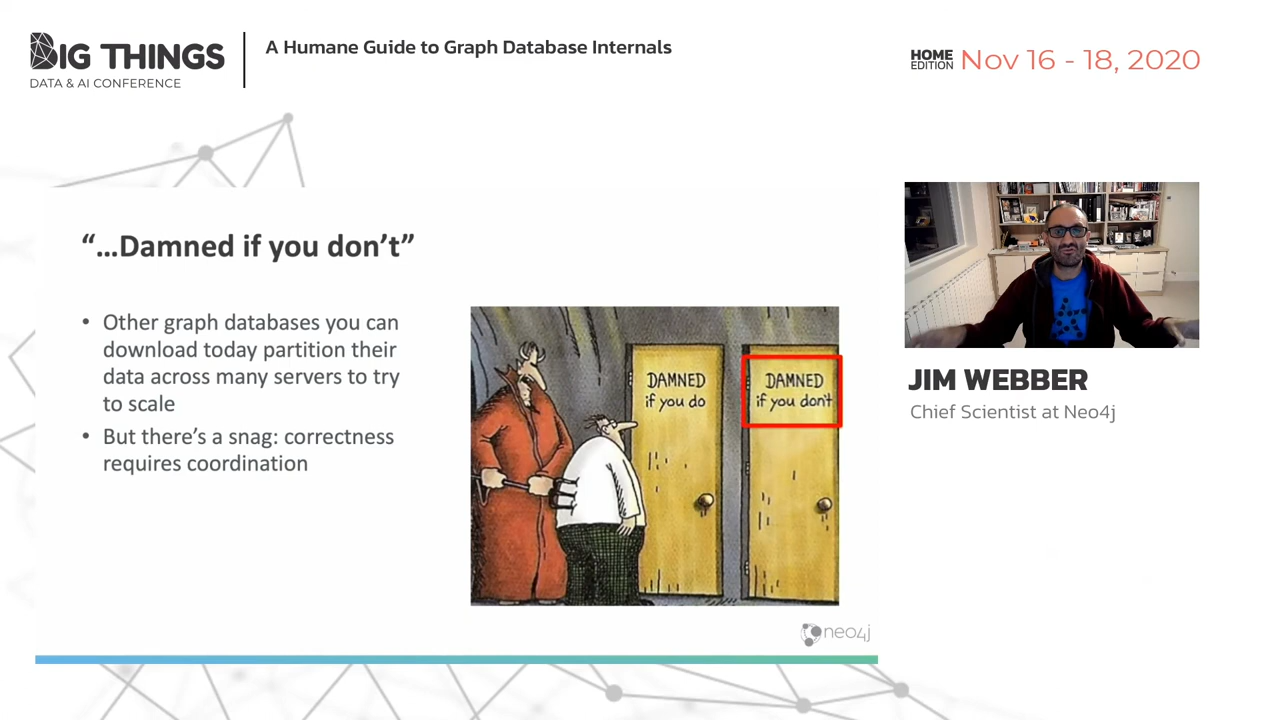 BIG THINGS
DATA & AI CONFERENCE
A Humane Guide to Graph Database Internals
HOME
EDITION
Nov 16 - 18, 2020
“...Damned if you don’t”
• Other graph databases you can
download today partition their
data across many servers to try
to scale
• But there’s a snag: correctness
requires coordination
DAMNED
if you do
DAMNED
if you don't
neo4j
JIM WEBBER
Chief Scientist at Neo4j